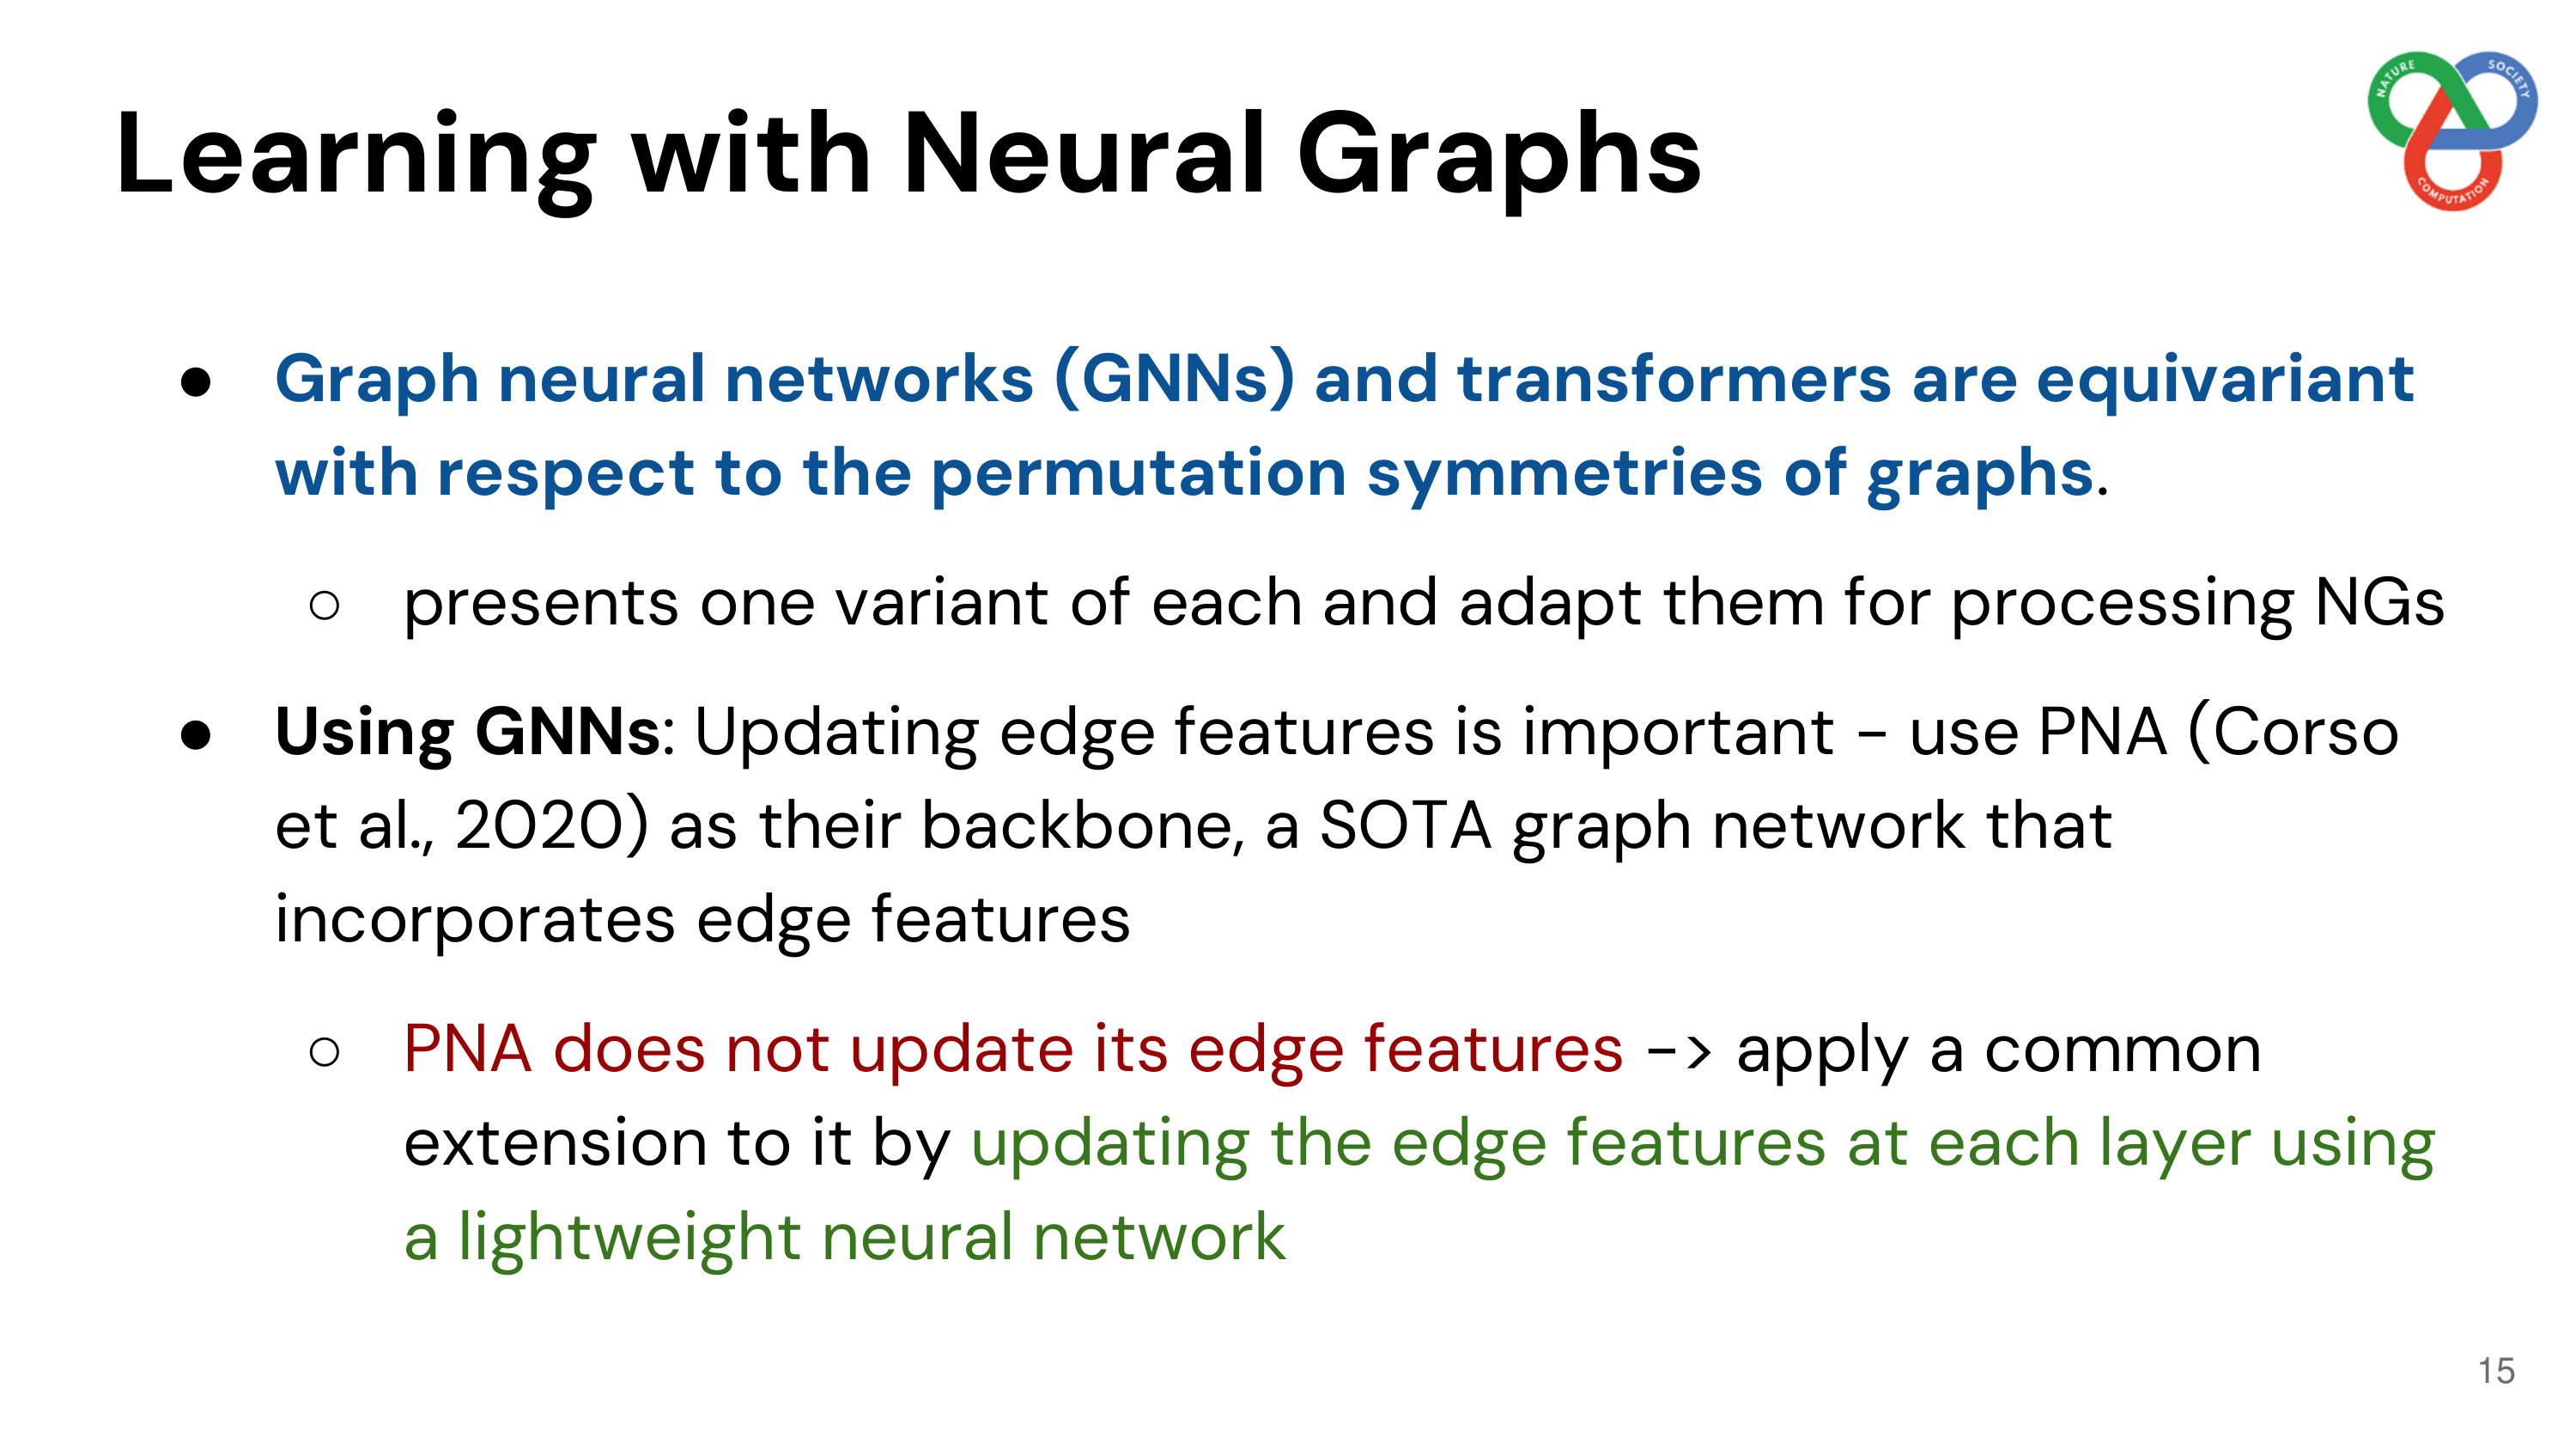 Learning with Neural Graphs
NATURE
SOCIETY
COMPUTATION
● Graph neural networks (GNNs) and transformers are equivariant
with respect to the permutation symmetries of graphs.
○ presents one variant of each and adapt them for processing NGs
● Using GNNs: Updating edge features is important - use PNA (Corso
et al., 2020) as their backbone, a SOTA graph network that
incorporates edge features
○ PNA does not update its edge features -> apply a common
extension to it by updating the edge features at each layer using
a lightweight neural network
15